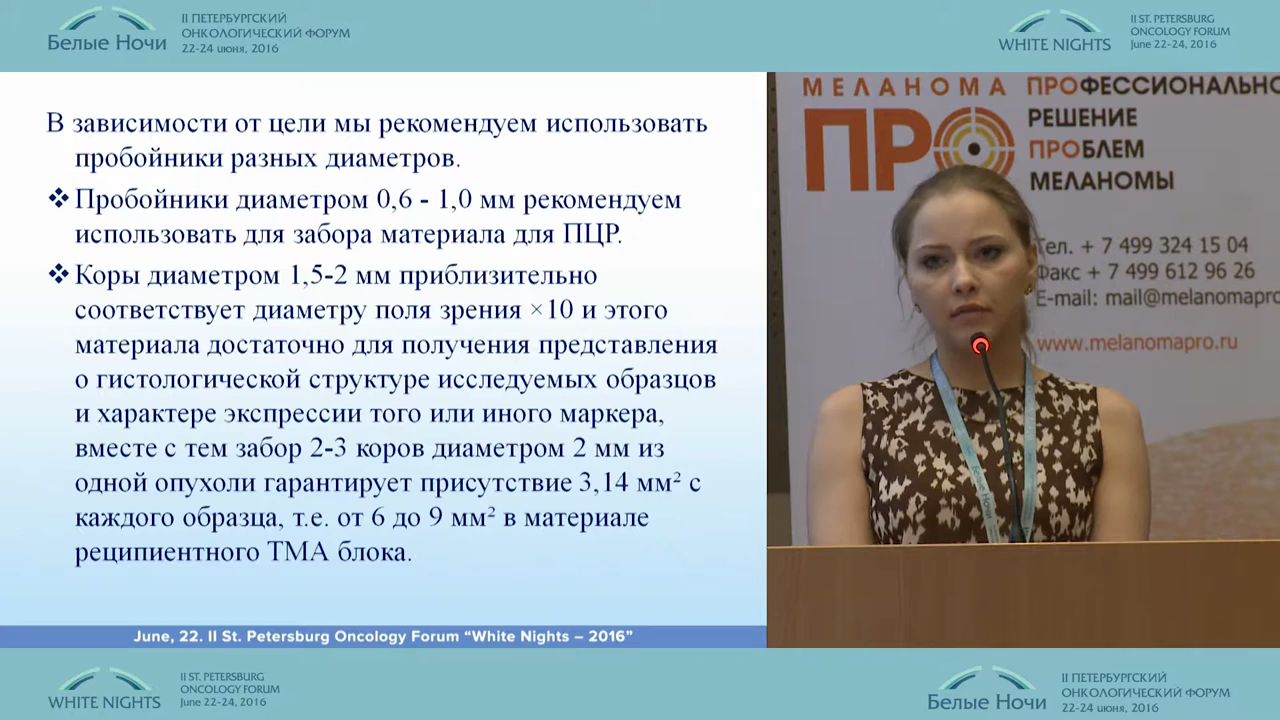 Белые Ночи
II ПЕТЕРБУРГСКИЙ
ОНКОЛОГИЧЕСКИЙ ФОРУМ
22-24 июня, 2016
WHITE NIGHTS
II ST. PETERSBURG
ONCOLOGY FORUM
June 22-24, 2016
В зависимости от цели мы рекомендуем использовать
пробойники разных диаметров.
❖ Пробойники диаметром 0,6 - 1,0 мм рекомендуем
использовать для забора материала для ПЦР.
❖ Коры диаметром 1,5-2 мм приблизительно
соответствует диаметру поля зрения ×10 и этого
материала достаточно для получения представления
о гистологической структуре исследуемых образцов
и характере экспрессии того или иного маркера,
вместе с тем забор 2-3 коров диаметром 2 мм из
одной опухоли гарантирует присутствие 3,14 мм² с
каждого образца, т.е. от 6 до 9 мм² в материале
реципиентного ТМА блока.
June, 22. II St. Petersburg Oncology Forum “White Nights – 2016”
МЕЛАНОМА
ПРО
ПРОФЕССИОНАЛЬНО
РЕШЕНИЕ
ПРОБЛЕМ
МЕЛАНОМЫ
Тел. + 7 499 324 15 04
Факс + 7 499 612 96 26
E-mail: mail@melanomapro
www.melanomapro.ru
Белые Ночи
WHITE NIGHTS
II ST. PETERSBURG
ONCOLOGY FORUM
June 22-24, 2016
Белые Ночи
II ПЕТЕРБУРГСКИЙ
ОНКОЛОГИЧЕСКИЙ ФОРУМ
22-24 июня, 2016